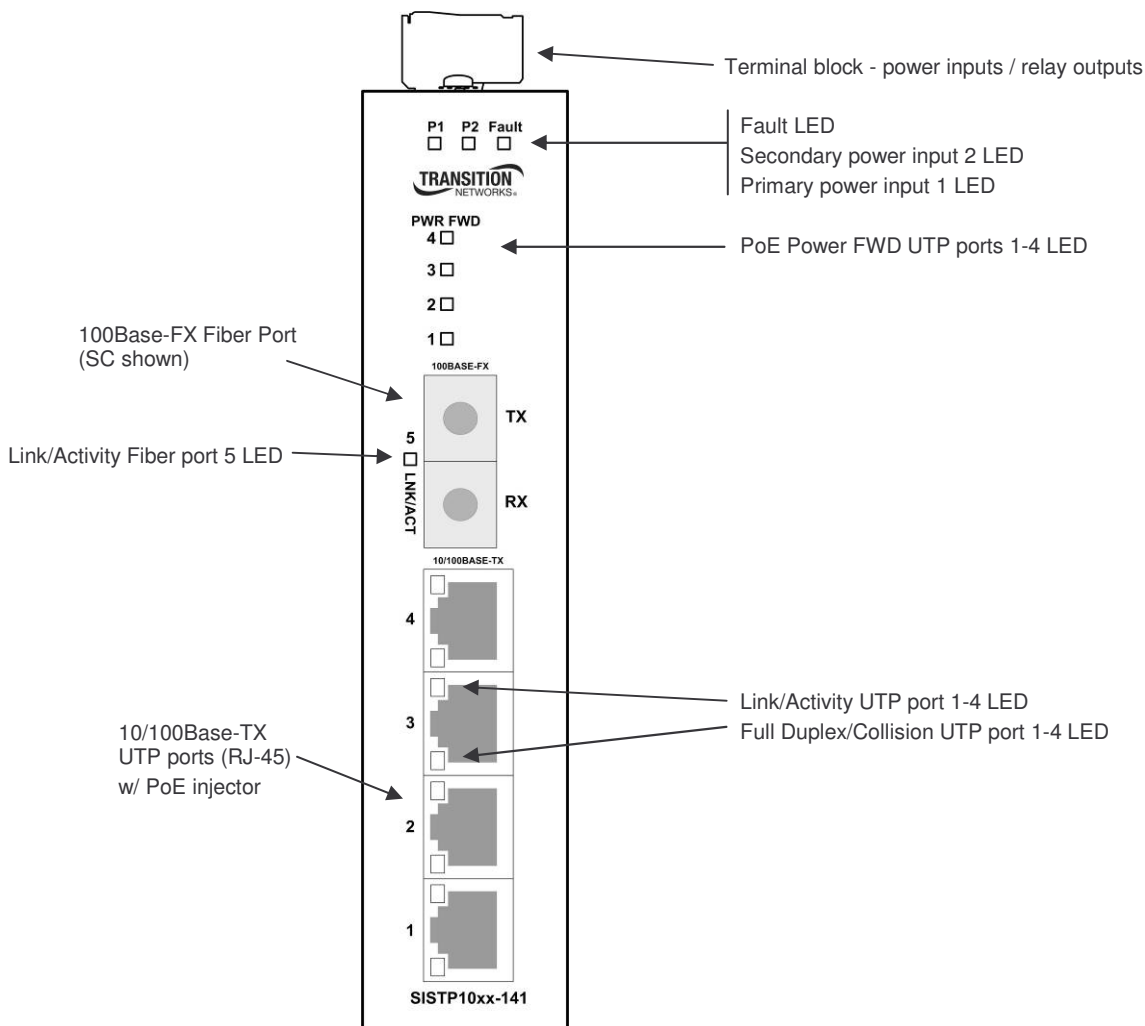 Terminal block - power inputs / relay outputs
P1 P2 Fault
Fault LED
Secondary power input 2 LED
Primary power input 1 LED
TRANSITION
NETWORKS®
PWR FWD
4
3
2
1
PoE Power FWD UTP ports 1-4 LED
100Base-FX Fiber Port
(SC shown)
100BASE-FX
TX
5
Link/Activity Fiber port 5 LED
LNK/ACT
RX
10/100BASE-TX
4
3
Link/Activity UTP port 1-4 LED
Full Duplex/Collision UTP port 1-4 LED
10/100Base-TX
UTP ports (RJ-45)
w/ PoE injector
2
1
SISTP10xx-141